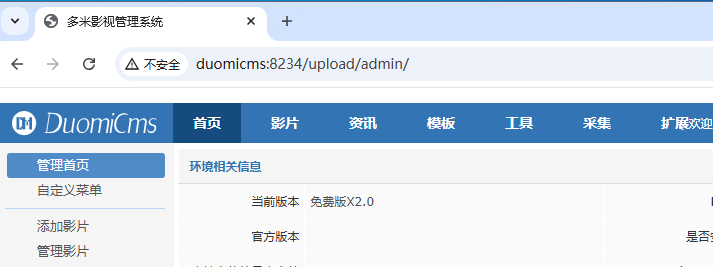 多米影视管理系统
不安全 duomicms:8234/upload/admin/
DM DuomiCms 首页 影片 资讯 模板 工具 采集 扩展 欢迎
管理首页
自定义菜单
添加影片
管理影片
环境相关信息
当前版本 免费版X2.0
官方版本 是否